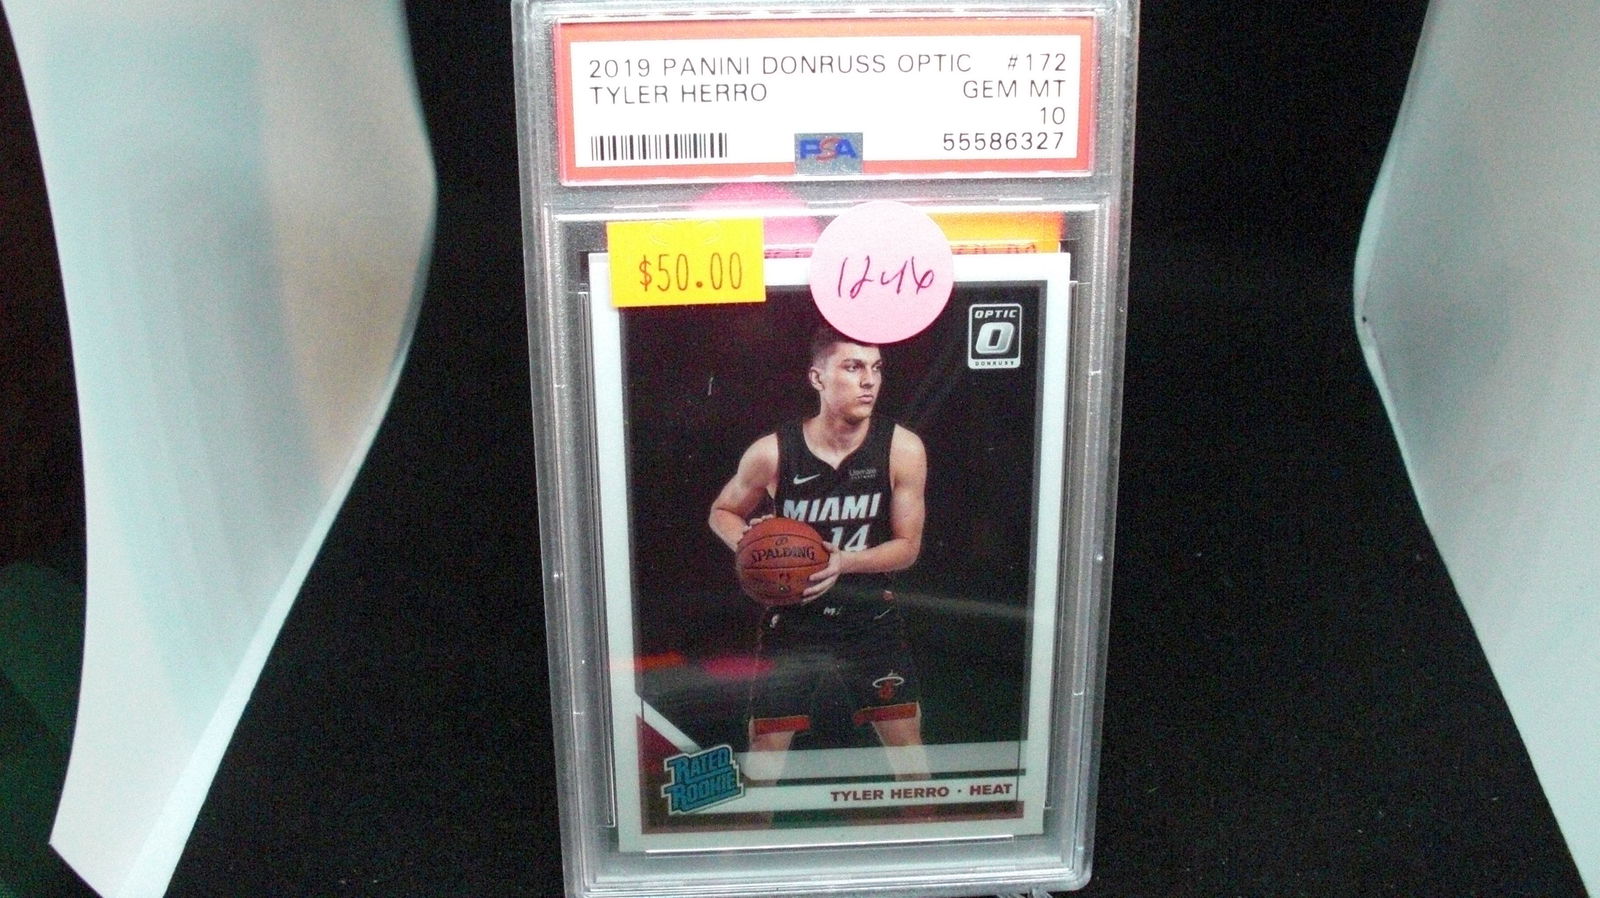 2019 PANINI DONRUSS OPTIC #172
TYLER HERRO GEM MT
10
PSA 55586327
$50.00
1246
OPTIC
O
DONRUSS
MIAMI
14
SPALDING
RATED
ROOKIE
TYLER HERRO · HEAT